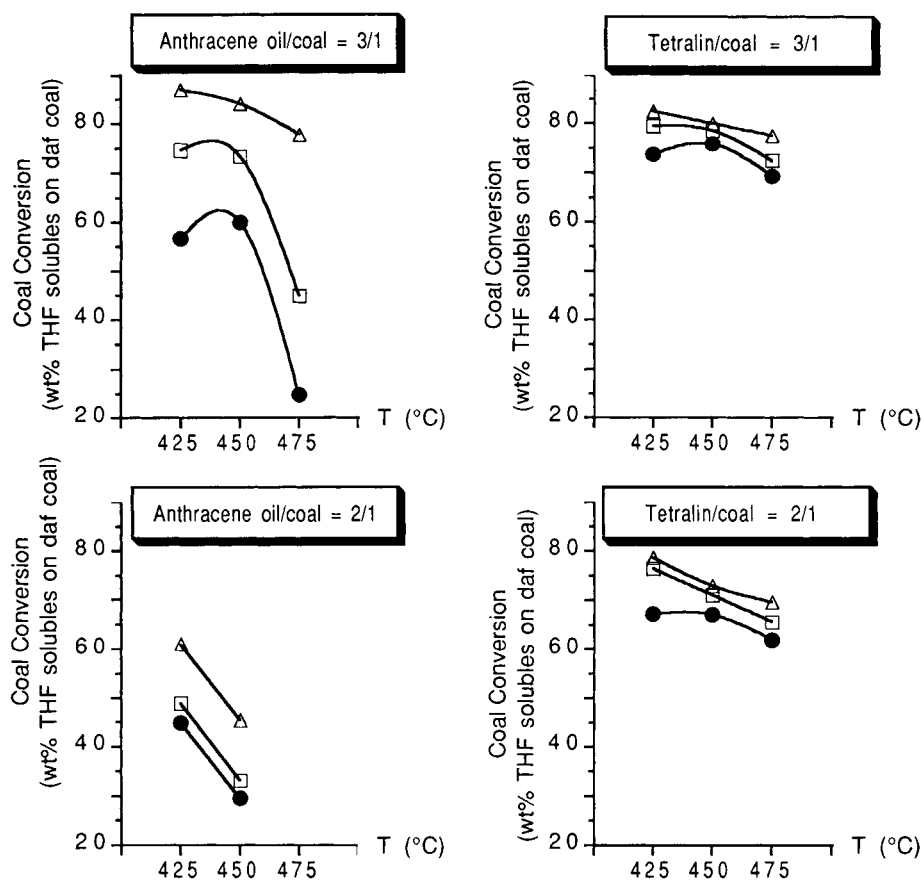 Anthracene oil/coal = 3/1
Coal Conversion
(wt% THF solubles on daf coal)
80
60
40
20
425 450 475
T (°C)
Tetralin/coal = 3/1
Coal Conversion
(wt% THF solubles on daf coal)
80
60
40
20
425 450 475
T (°C)
Anthracene oil/coal = 2/1
Coal Conversion
(wt% THF solubles on daf coal)
80
60
40
20
425 450 475
T (°C)
Tetralin/coal = 2/1
Coal Conversion
(wt% THF solubles on daf coal)
80
60
40
20
425 450 475
T (°C)